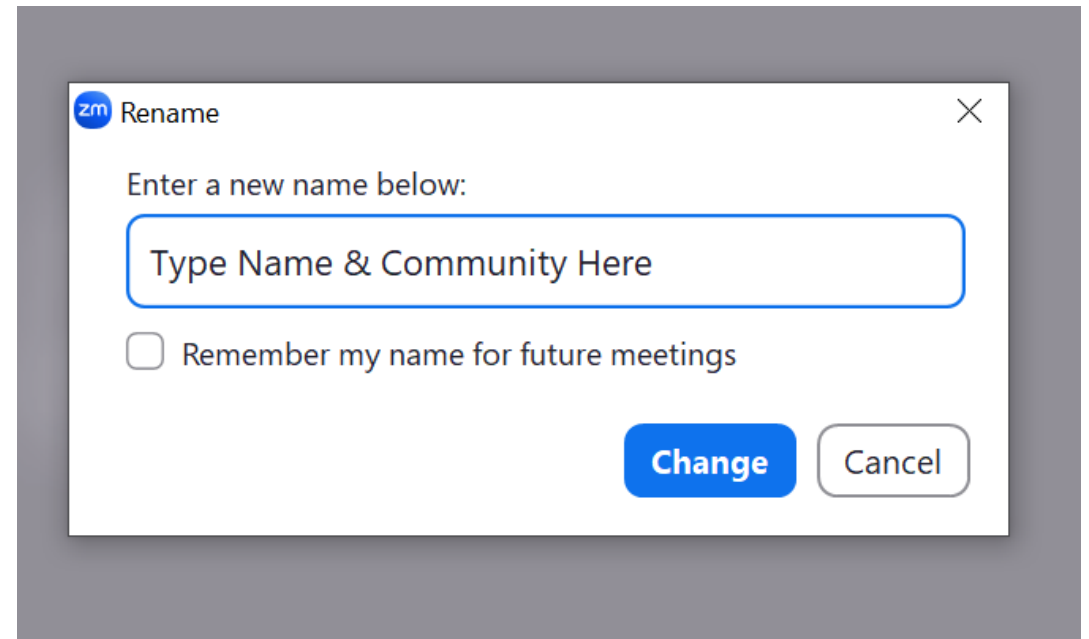 zm Rename
Enter a new name below:
Type Name & Community Here
Remember my name for future meetings
Change Cancel